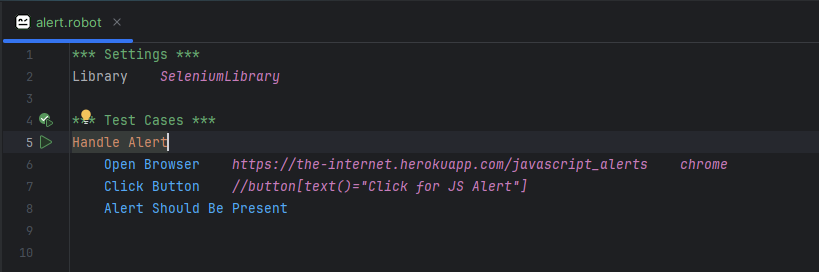 alert.robot
1 *** Settings ***
2 Library    SeleniumLibrary
3
4 *** Test Cases ***
5 Handle Alert
6     Open Browser    https://the-internet.herokuapp.com/javascript_alerts    chrome
7     Click Button    //button[text()="Click for JS Alert"]
8     Alert Should Be Present
9
10